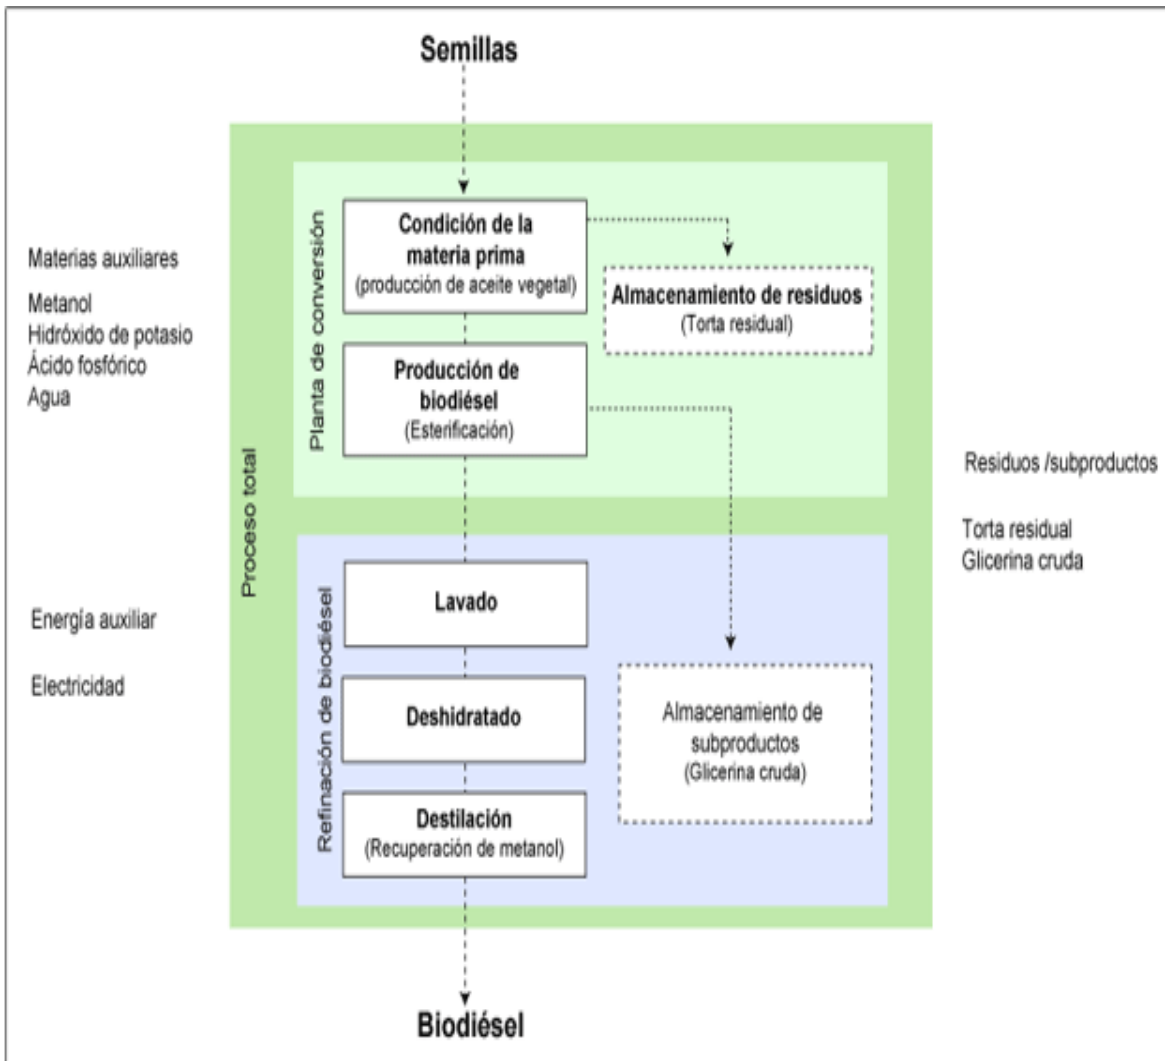 Semillas
Planta de conversión
Condición de la
materia prima
(producción de aceite vegetal)
Almacenamiento de residuos
(Torta residual)
Producción de
biodiésel
(Esterificación)
Materias auxiliares
Metanol
Hidróxido de potasio
Ácido fosfórico
Agua
Proceso total
Residuos /subproductos
Torta residual
Glicerina cruda
Energía auxiliar
Electricidad
Refinación de biodiésel
Lavado
Deshidratado
Destilación
(Recuperación de metanol)
Almacenamiento de
subproductos
(Glicerina cruda)
Biodiésel